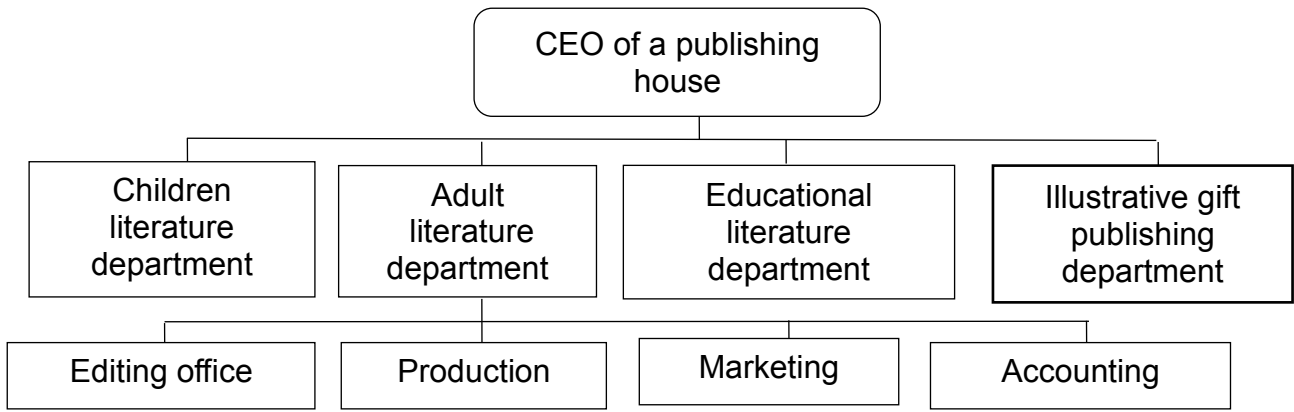 CEO of a publishing
house
Children
literature
department
Adult
literature
department
Educational
literature
department
Illustrative gift
publishing
department
Editing office
Production
Marketing
Accounting